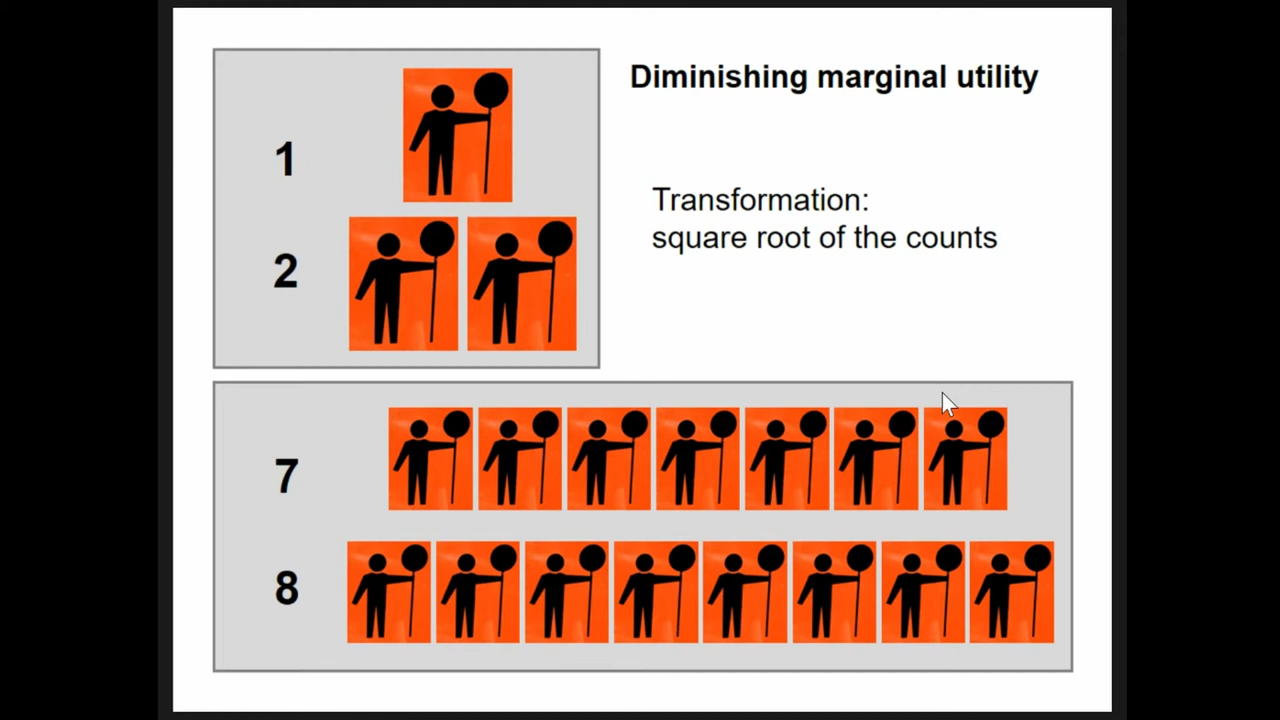 Diminishing marginal utility
1
Transformation:
square root of the counts
2
7
8